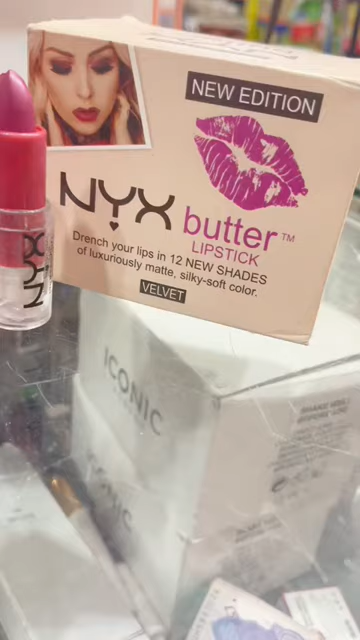 NEW EDITION
NYX butter™
LIPSTICK
Drench your lips in 12 NEW SHADES
of luxuriously matte, silky-soft color.
VELVET
NYX
ICONIC
ICONIC